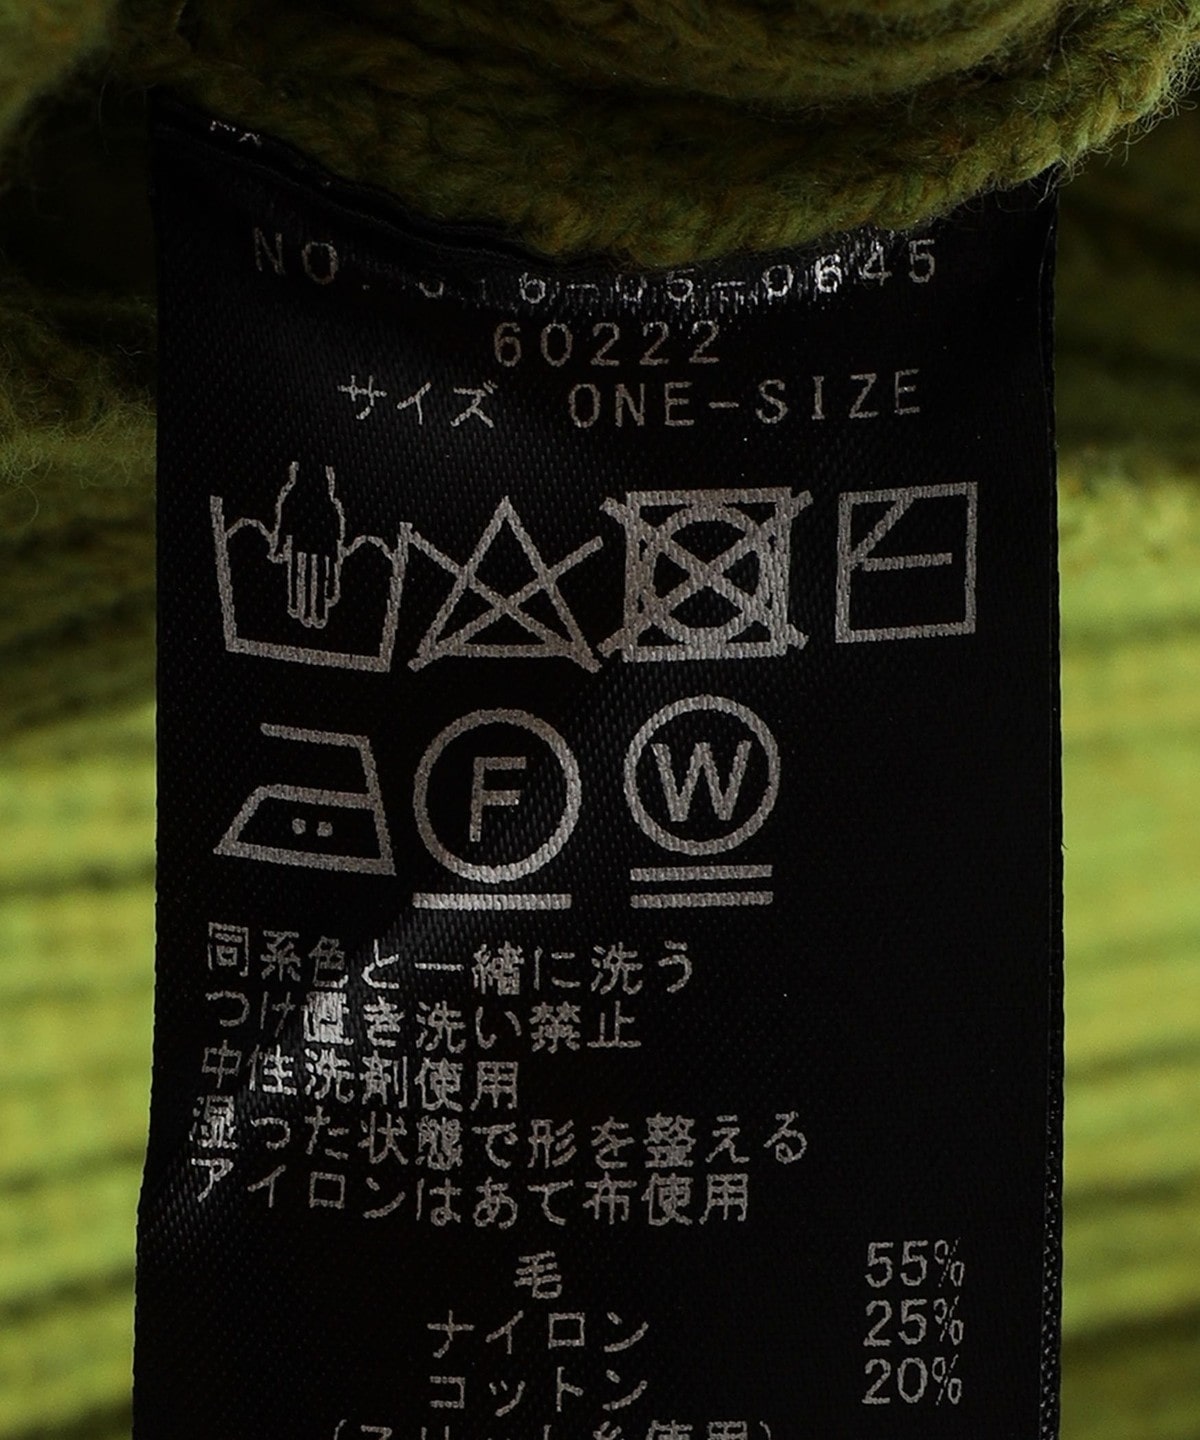 60222
サイズ ONE-SIZE
F
W
同系色と一緒に洗う
つけ置き洗い禁止
中性洗剤使用
湿った状態で形を整える
アイロンはあて布使用
毛 55%
ナイロン 25%
コットン 20%